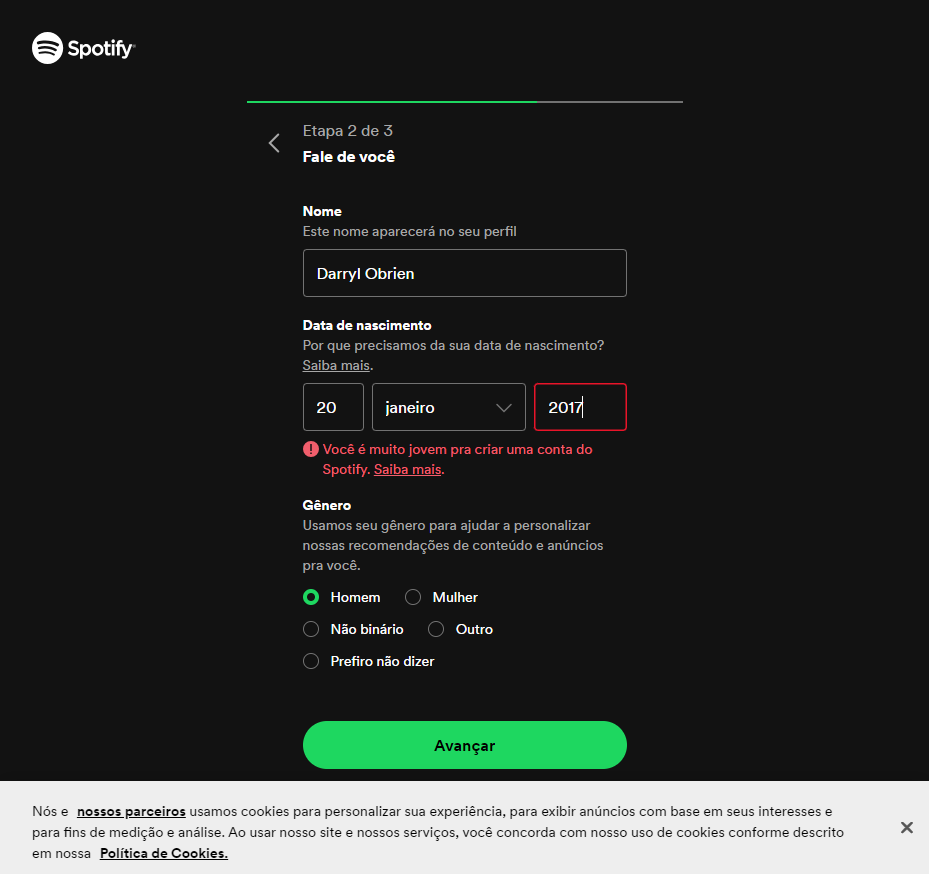 Spotify
Etapa 2 de 3
Fale de você
Nome
Este nome aparecerá no seu perfil
Darryl Obrien
Data de nascimento
Por que precisamos da sua data de nascimento?
Saiba mais.
20 janeiro 2017
Você é muito jovem pra criar uma conta do
Spotify. Saiba mais.
Gênero
Usamos seu gênero para ajudar a personalizar
nossas recomendações de conteúdo e anúncios
pra você.
Homem Mulher
Não binário Outro
Prefiro não dizer
Avançar
Nós e nossos parceiros usamos cookies para personalizar sua experiência, para exibir anúncios com base em seus interesses e
para fins de medição e análise. Ao usar nosso site e nossos serviços, você concorda com nosso uso de cookies conforme descrito
em nossa Política de Cookies.